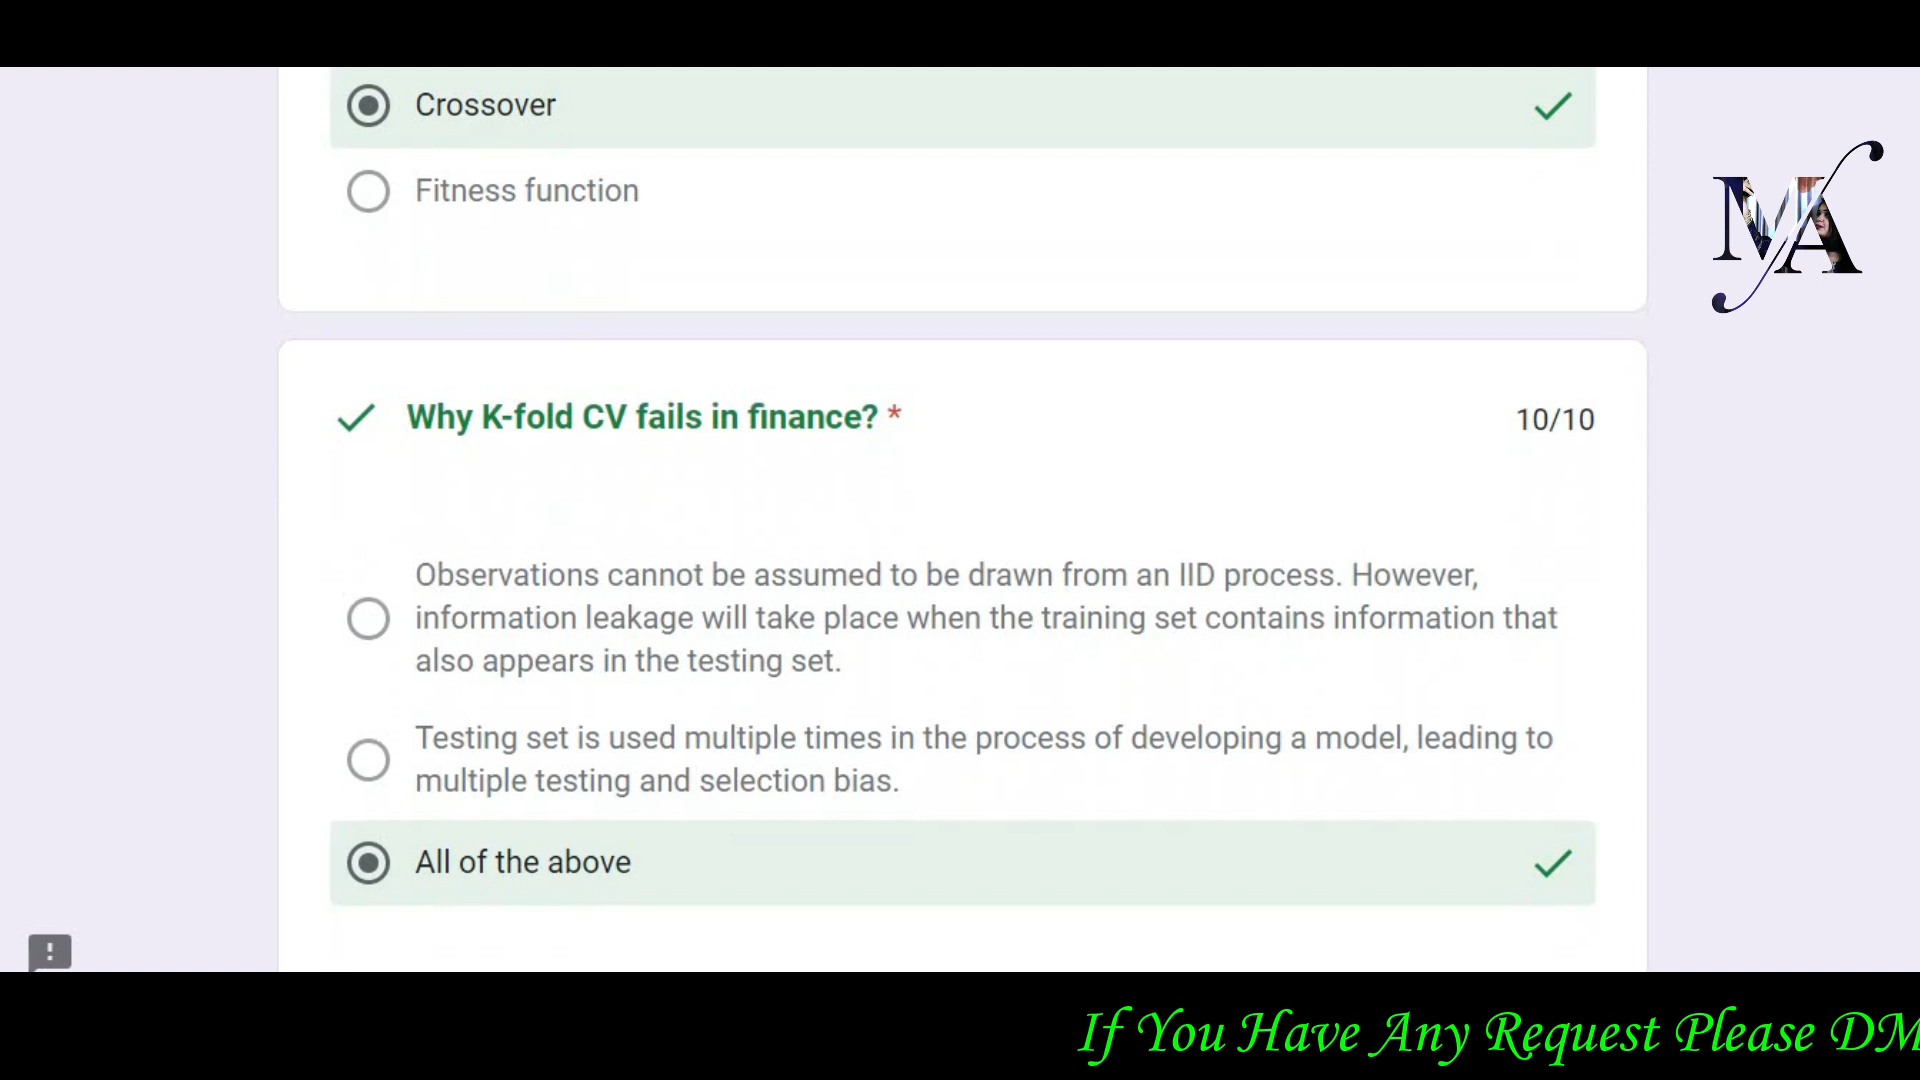 Crossover
Fitness function
Why K-fold CV fails in finance? *
10/10
Observations cannot be assumed to be drawn from an IID process. However,
information leakage will take place when the training set contains information that
also appears in the testing set.
Testing set is used multiple times in the process of developing a model, leading to
multiple testing and selection bias.
All of the above
MA
If You Have Any Request Please DM